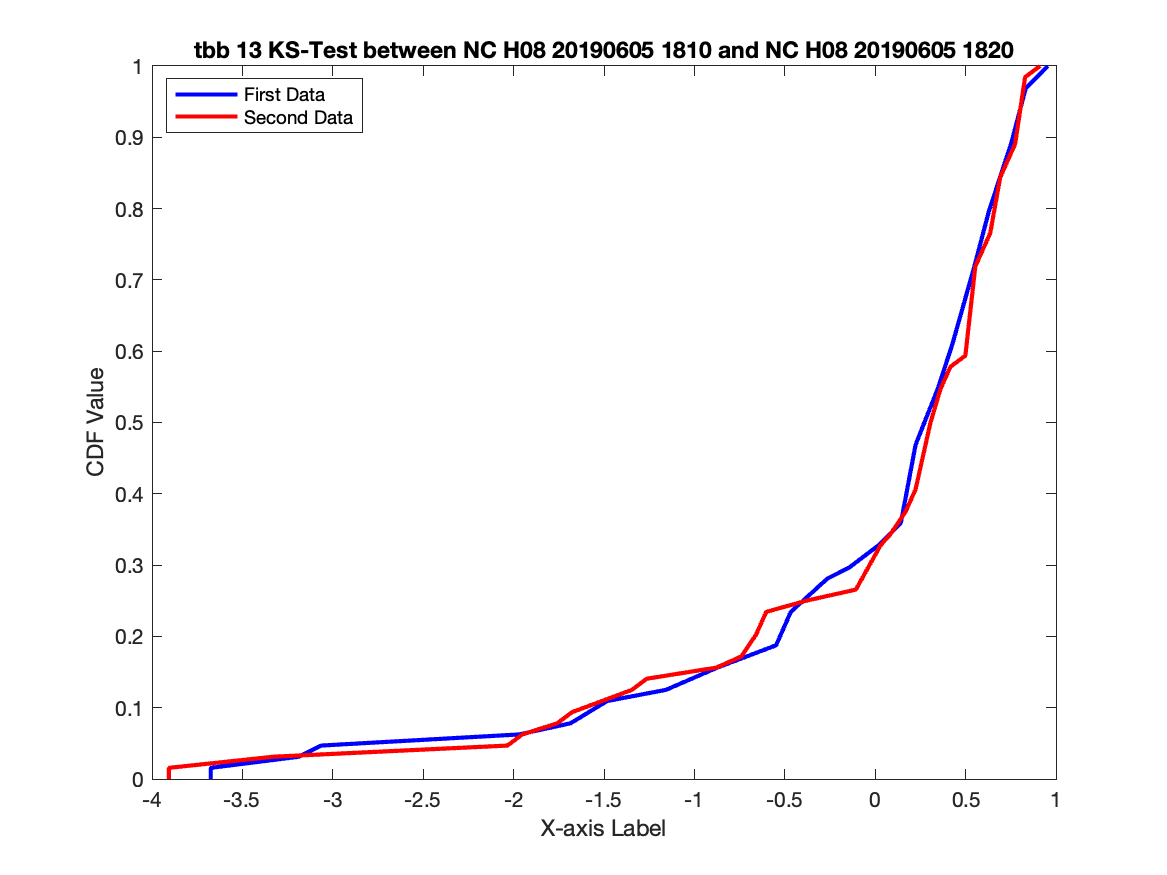 tbb 13 KS-Test between NC H08 20190605 1810 and NC H08 20190605 1820
First Data
Second Data
1
0.9
0.8
0.7
0.6
0.5
0.4
0.3
0.2
0.1
0
CDF Value
-4 -3.5 -3 -2.5 -2 -1.5 -1 -0.5 0 0.5 1
X-axis Label